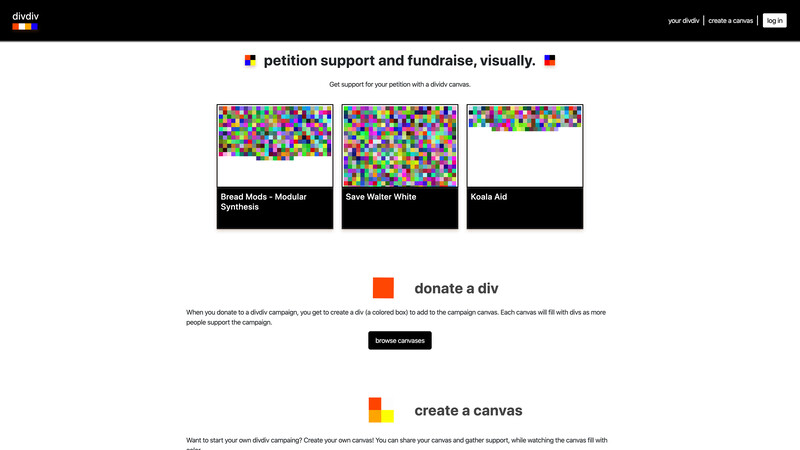 divdiv
your divdiv
create a canvas
log in
petition support and fundraise, visually.
Get support for your petition with a dividv canvas.
Bread Mods - Modular
Synthesis
Save Walter White
Koala Aid
donate a div
When you donate to a divdiv campaign, you get to create a div (a colored box) to add to the campaign canvas. Each canvas will fill with divs as more
people support the campaign.
browse canvases
create a canvas
Want to start your own divdiv campaing? Create your own canvas! You can share your canvas and gather support, while watching the canvas fill with